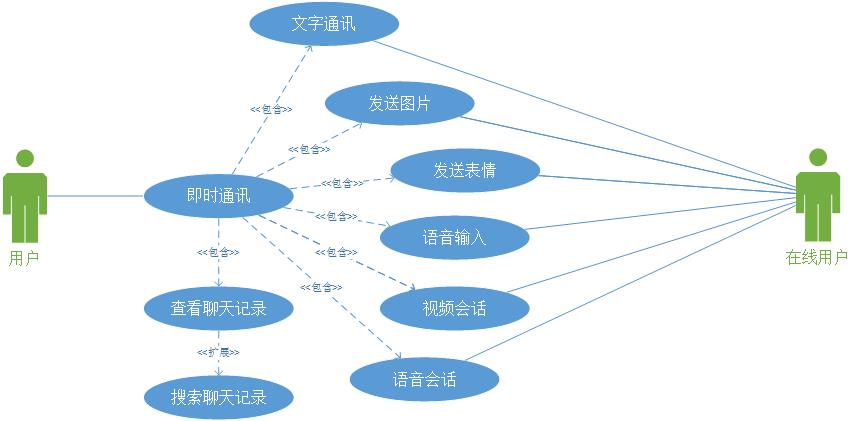 文字通讯
<<包含>>
发送图片
<<包含>>
发送表情
<<包含>>
即时通讯
<<包含>>
语音输入
用户
在线用户
<<包含>>
<<包含>>
<<包含>>
查看聊天记录
视频会话
<<扩展>>
语音会话
搜索聊天记录